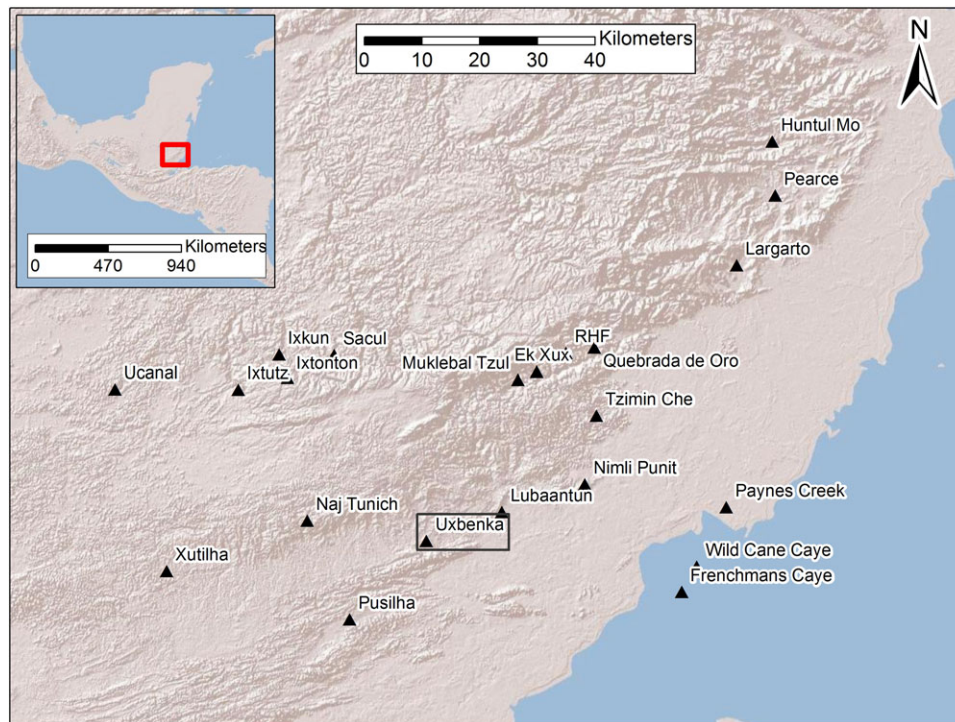 Kilometers
0 10 20 30 40
N
Kilometers
0 470 940
Huntul Mo
Pearce
Largarto
Ixkun
Sacul
RHF
Ucanal
Ixtutz
Ixtonton
Muklebal Tzul
Ek Xux
Quebrada de Oro
Tzimin Che
Nimli Punit
Lubaantun
Paynes Creek
Naj Tunich
Uxbenka
Xutilha
Wild Cane Caye
Frenchmans Caye
Pusilha